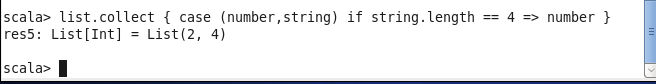 scala> list.collect { case (number,string) if string.length == 4 => number }
res5: List[Int] = List(2, 4)
scala>